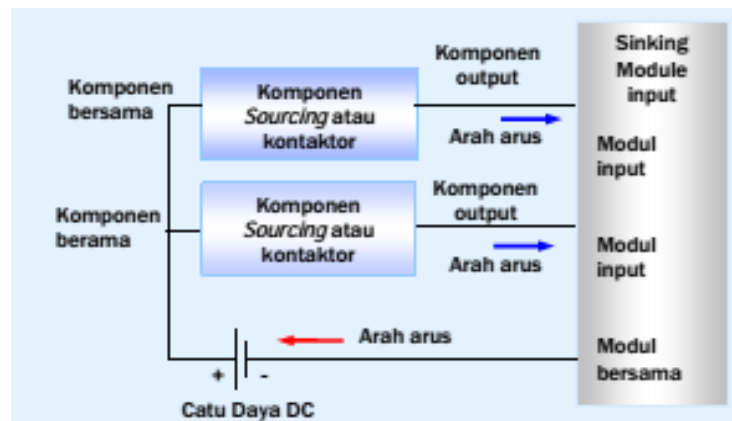 Komponen
bersama
Komponen
Sourcing atau
kontaktor
Komponen
output
Arah arus
Sinking
Module
input
Modul
input
Komponen
berama
Komponen
Sourcing atau
kontaktor
Komponen
output
Arah arus
Modul
input
Arah arus
Modul
bersama
+ -
Catu Daya DC